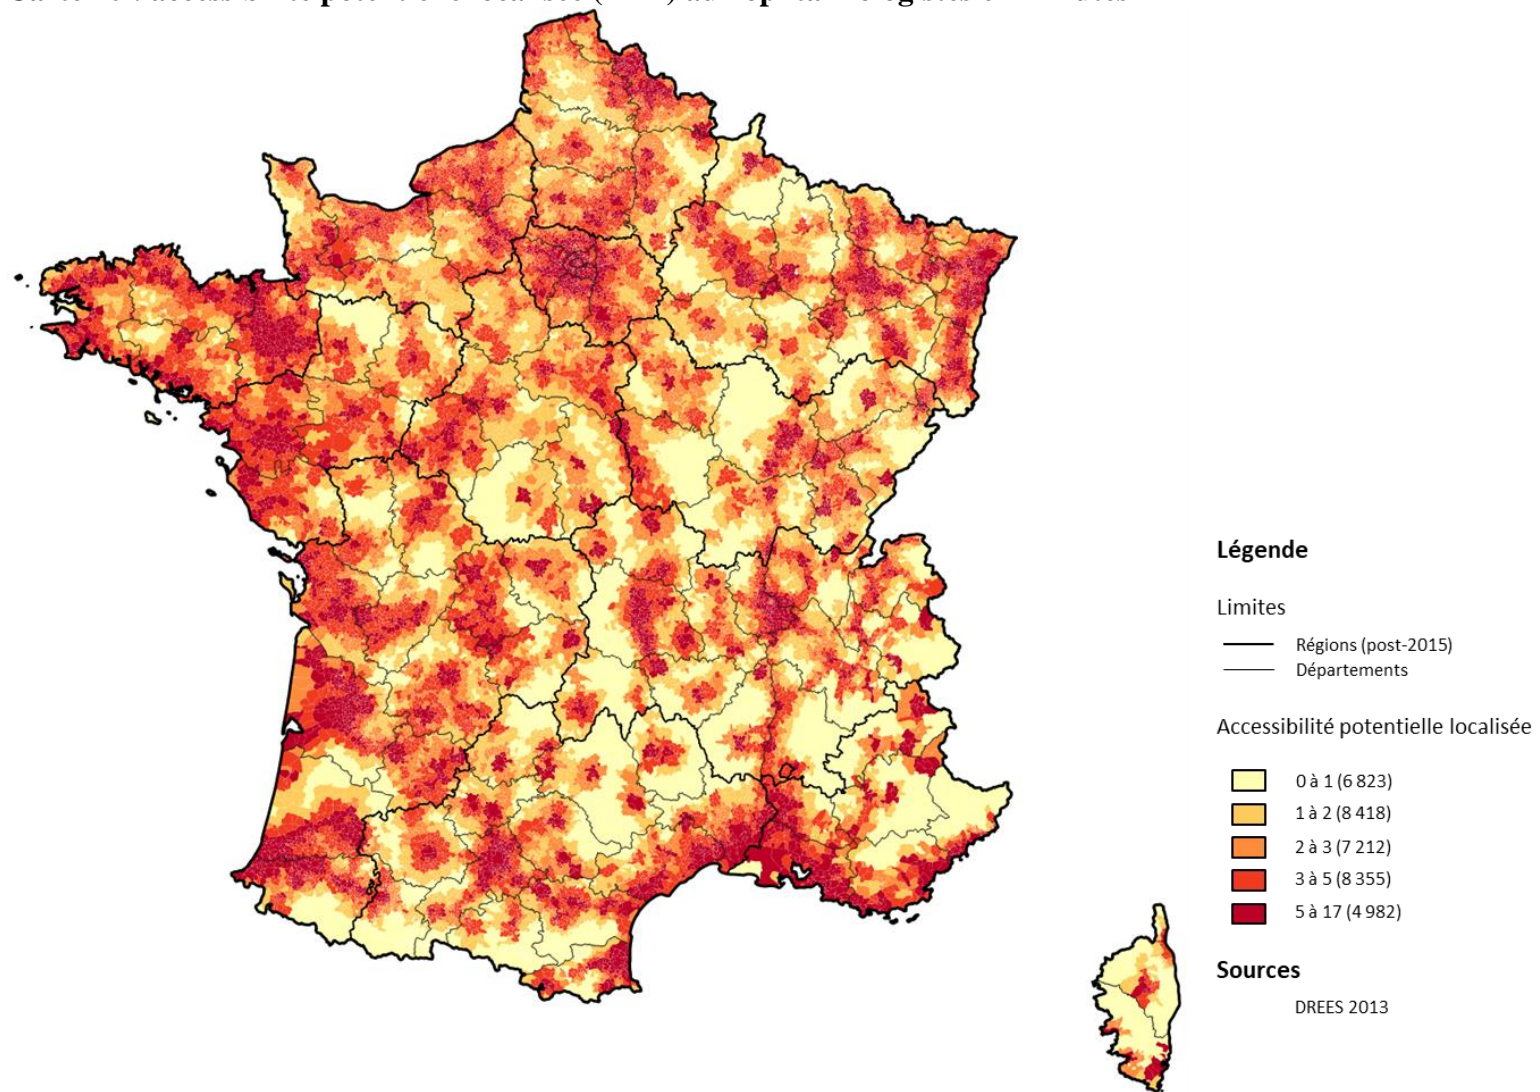 Légende
Limites
Régions (post-2015)
Départements
Accessibilité potentielle localisée
0 à 1 (6 823)
1 à 2 (8 418)
2 à 3 (7 212)
3 à 5 (8 355)
5 à 17 (4 982)
Sources
DREES 2013